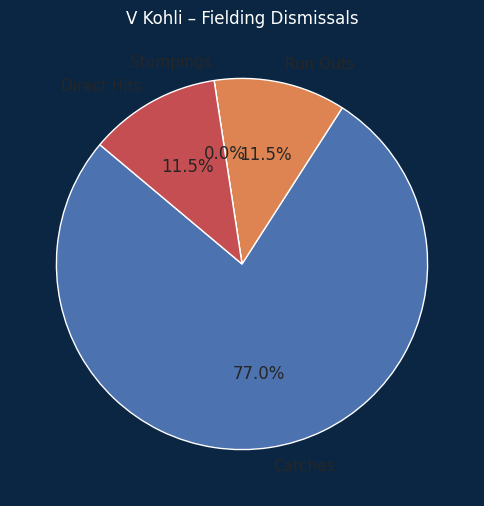 V Kohli – Fielding Dismissals
Stumpings
Run Outs
Direct Hits
0.0%
11.5%
11.5%
77.0%
Catches